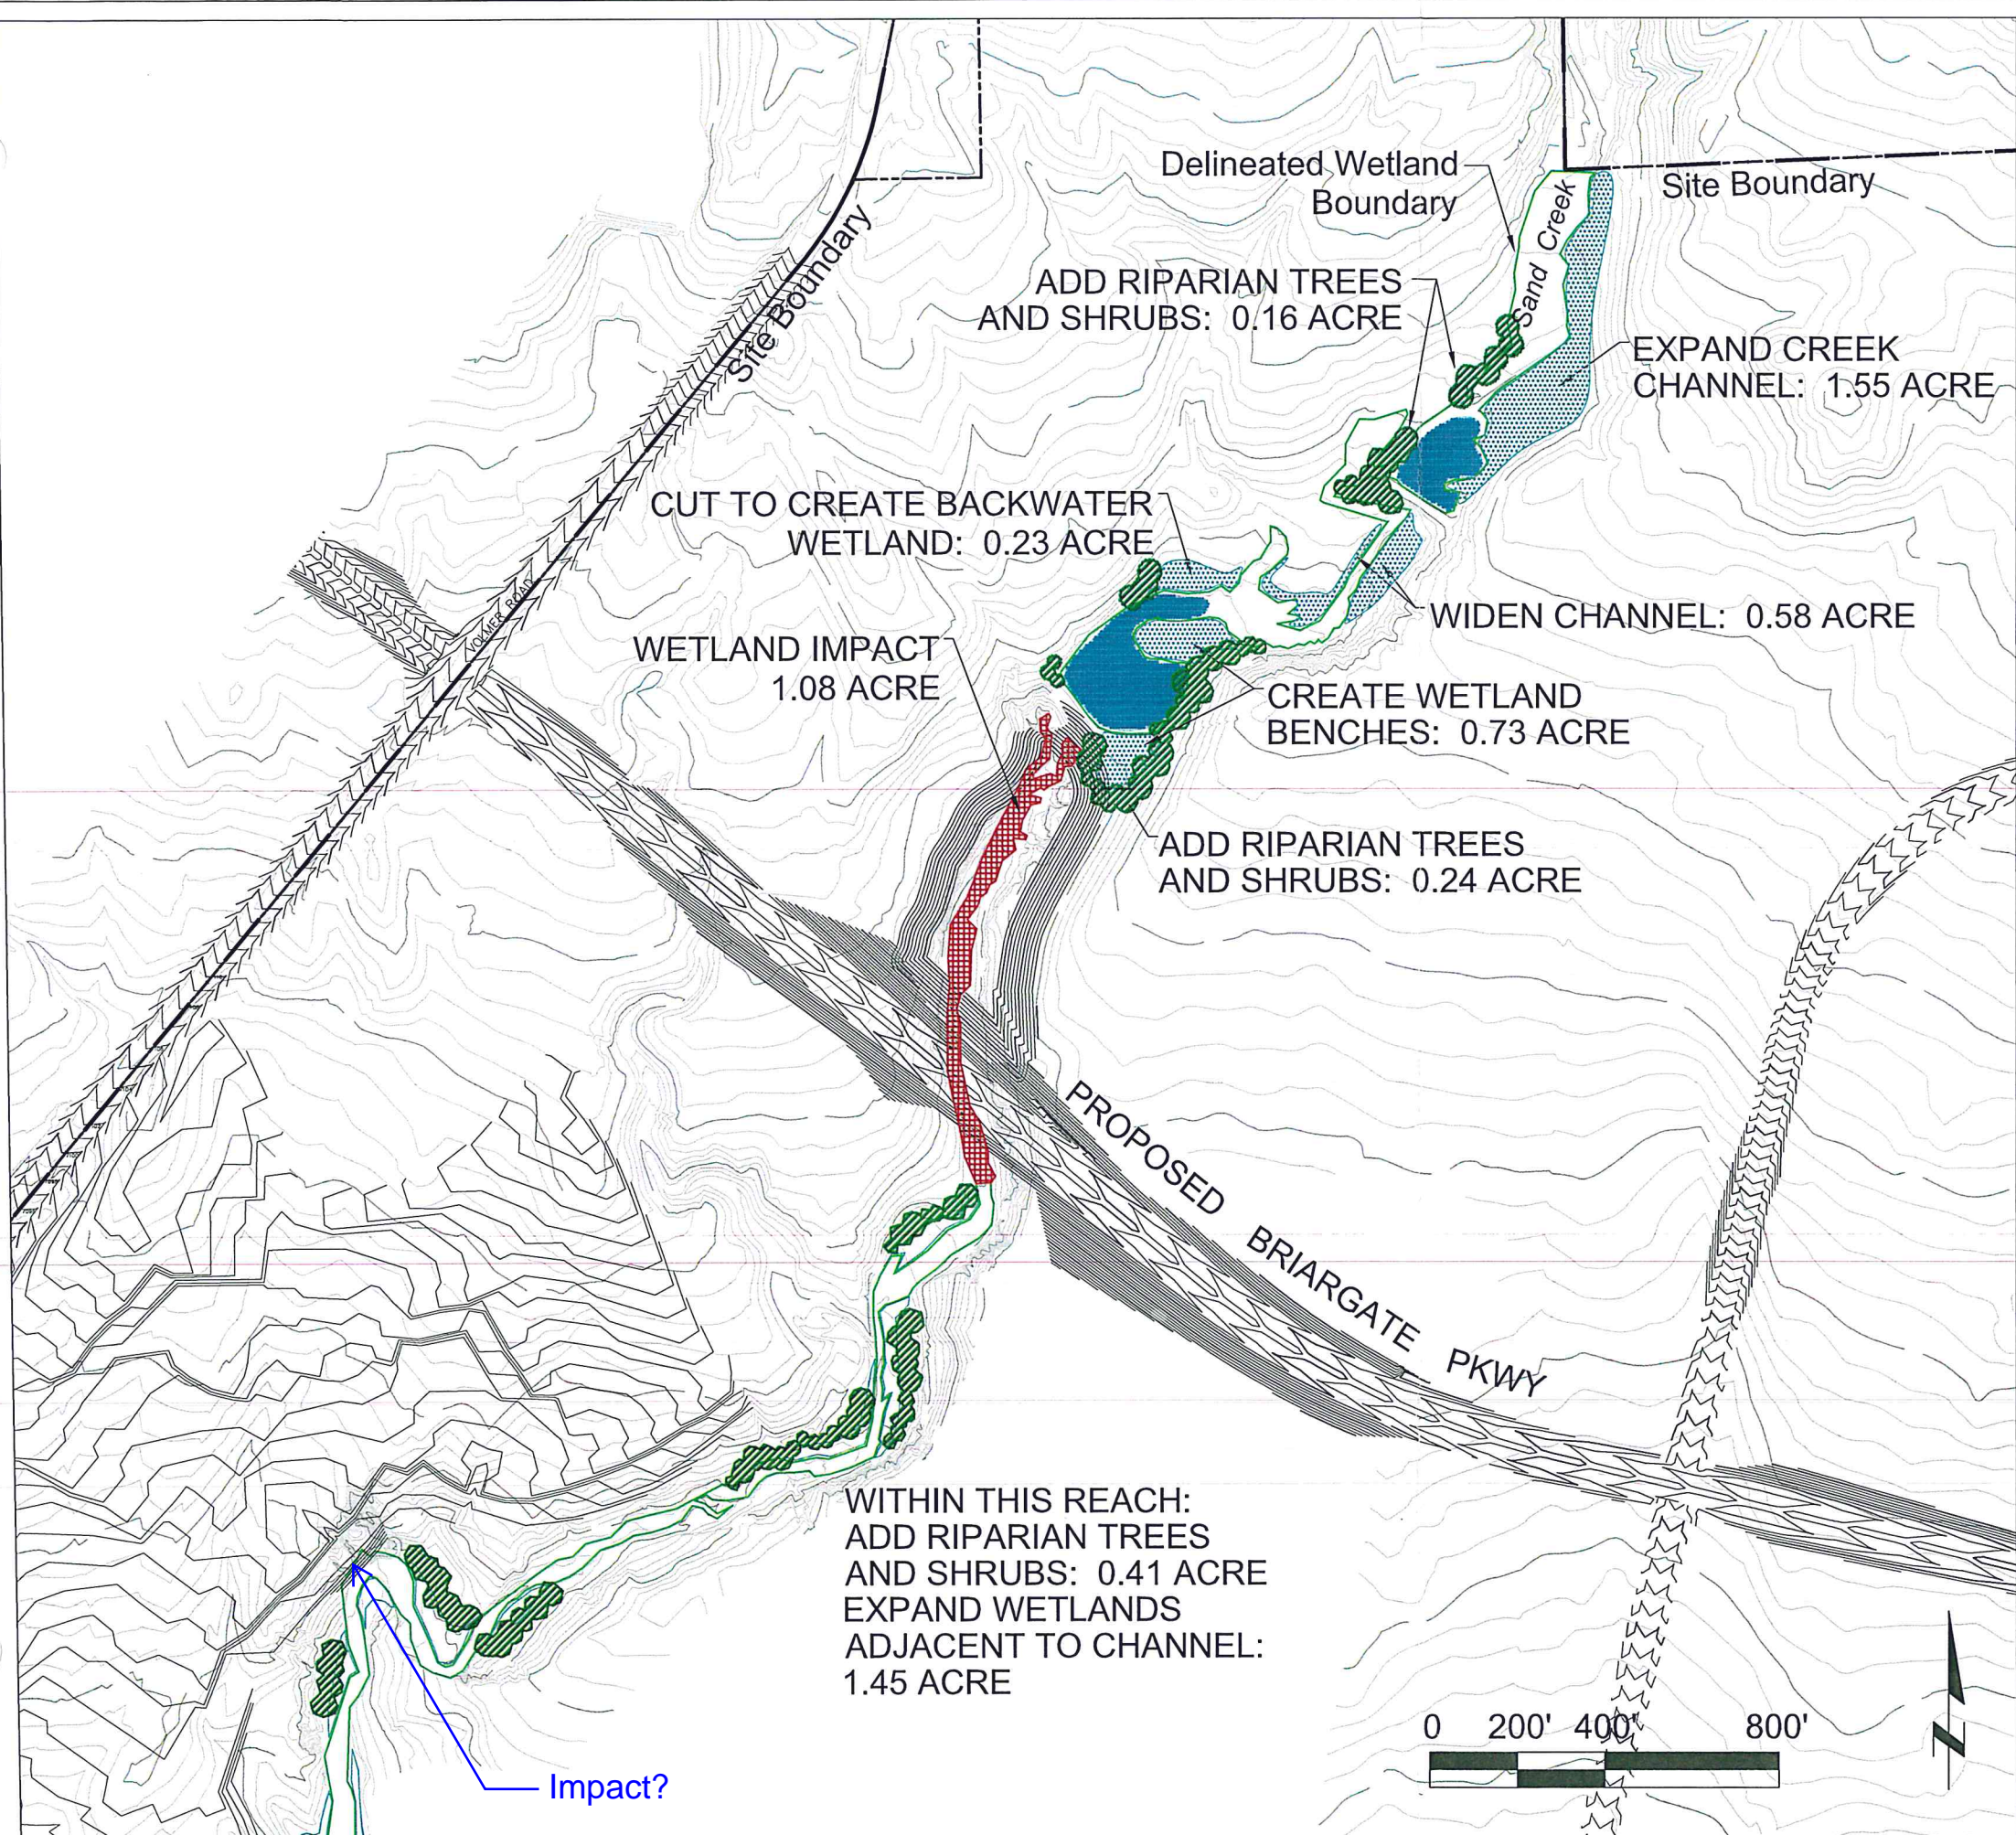 Delineated Wetland
Boundary
Site Boundary
Sand Creek
Site Boundary
ADD RIPARIAN TREES
AND SHRUBS: 0.16 ACRE
EXPAND CREEK
CHANNEL: 1.55 ACRE
CUT TO CREATE BACKWATER
WETLAND: 0.23 ACRE
VOLMER ROAD
WIDEN CHANNEL: 0.58 ACRE
WETLAND IMPACT
1.08 ACRE
CREATE WETLAND
BENCHES: 0.73 ACRE
ADD RIPARIAN TREES
AND SHRUBS: 0.24 ACRE
PROPOSED BRIARGATE PKWY
WITHIN THIS REACH:
ADD RIPARIAN TREES
AND SHRUBS: 0.41 ACRE
EXPAND WETLANDS
ADJACENT TO CHANNEL:
1.45 ACRE
0 200' 400' 800'
N
Impact?